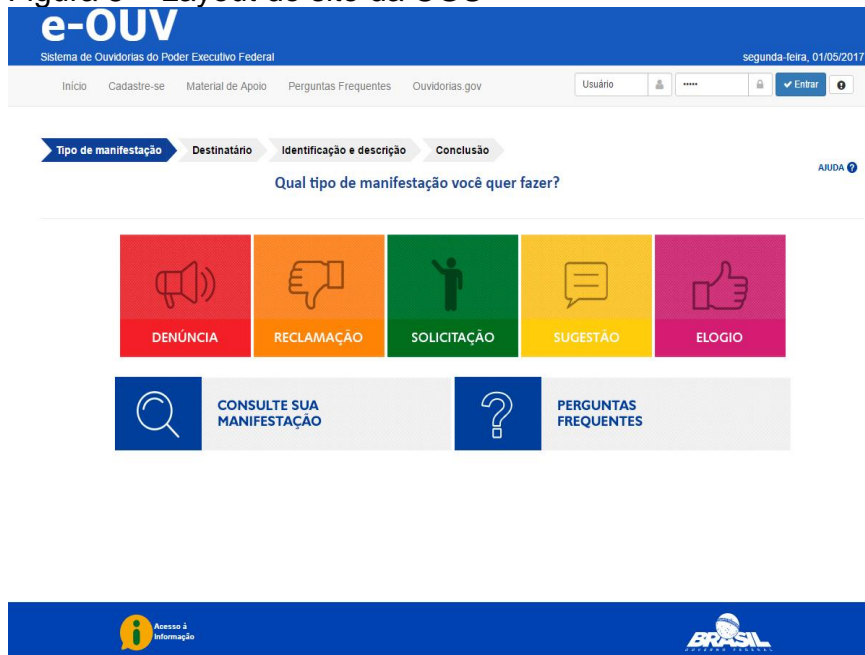 e-OUV
Sistema de Ouvidorias do Poder Executivo Federal
segunda-feira, 01/05/2017
Início Cadastre-se Material de Apoio Perguntas Frequentes Ouvidorias.gov Usuário ••••• Entrar
Tipo de manifestação Destinatário Identificação e descrição Conclusão
AJUDA ?
Qual tipo de manifestação você quer fazer?
DENÚNCIA RECLAMAÇÃO SOLICITAÇÃO SUGESTÃO ELOGIO
CONSULTE SUA
MANIFESTAÇÃO
PERGUNTAS
FREQUENTES
Acesso à
Informação
BRASIL
GOVERNO FEDERAL